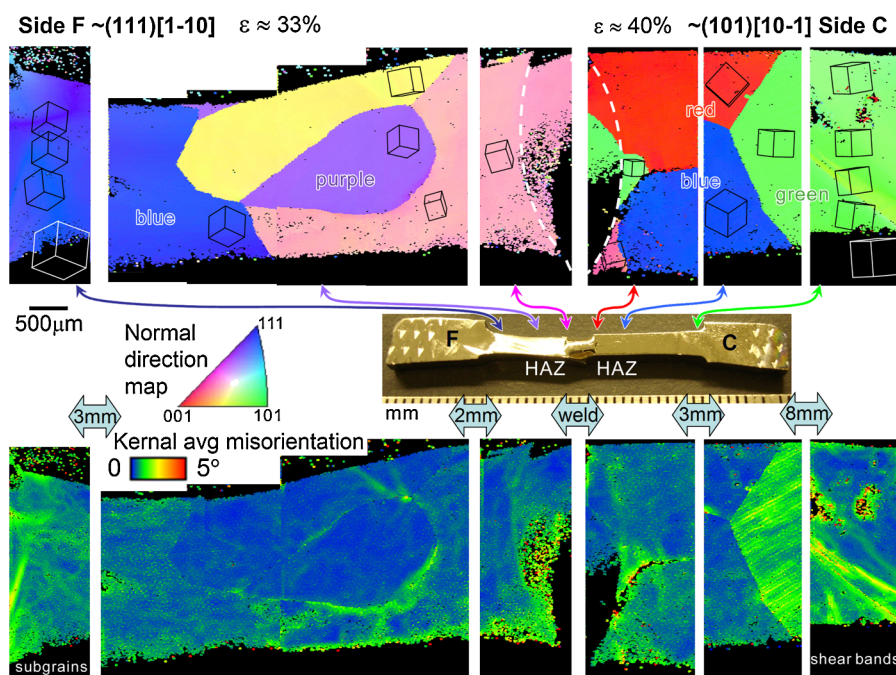 Side F ~(111)[1-10] ε ≈ 33% ε ≈ 40% ~(101)[10-1] Side C
red
purple
blue
blue
green
500μm
Normal
direction
map
111
001
101
F
C
HAZ
HAZ
mm
3mm
2mm
weld
3mm
8mm
Kernal avg misorientation
0
5º
subgrains
shear bands